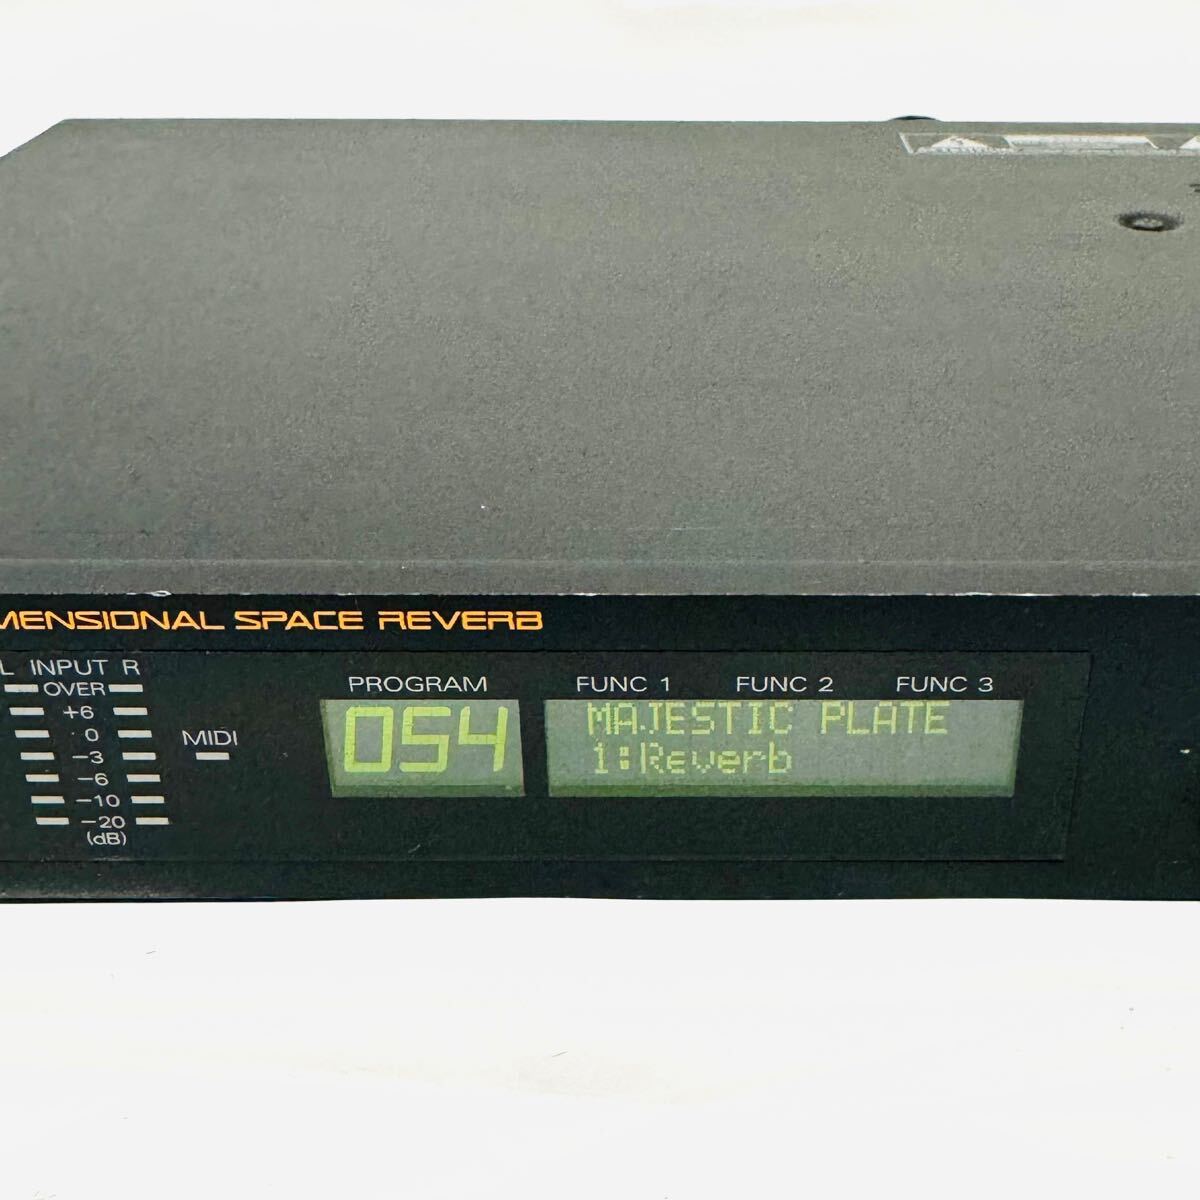 MENSIONAL SPACE REVERB
L INPUT R
OVER
+6
0
-3
-6
-10
-20
(dB)
MIDI
PROGRAM
054
FUNC 1 FUNC 2 FUNC 3
MAJESTIC PLATE
1:Reverb